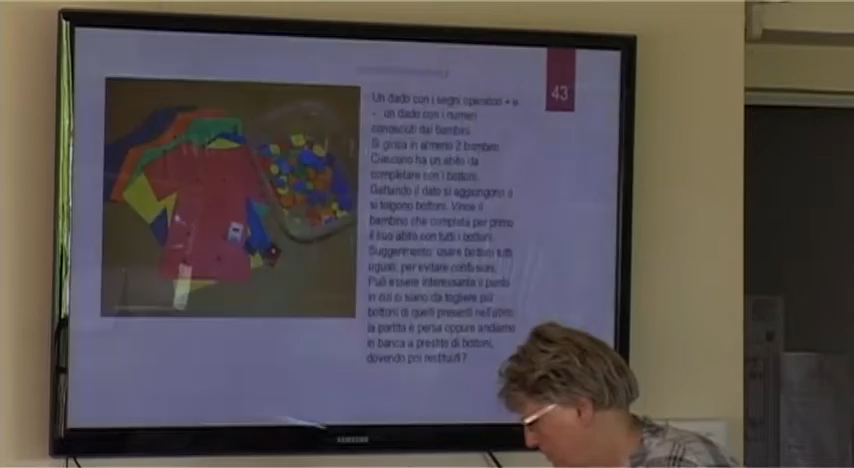 43
Un dado con i segni operatori + e
- , un dado con i numeri
conosciuti dai bambini.
Si gioca in almeno 2 bambini.
Ciascuno ha un abito da
completare con i bottoni.
Gettando il dato si aggiungono o
si tolgono bottoni. Vince il
bambino che completa per primo
il suo abito con tutti i bottoni.
Suggerimento: usare bottoni tutti
uguali, per evitare confusioni.
Può essere interessante il punto
in cui ci siano da togliere più
bottoni di quelli presenti nell'abito:
la partita è persa oppure andiamo
in banca a prestito di bottoni,
dovendo poi restituirli?
SAMSUNG